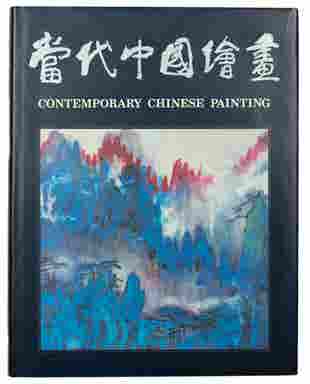 當代中國繪畫
CONTEMPORARY CHINESE PAINTING